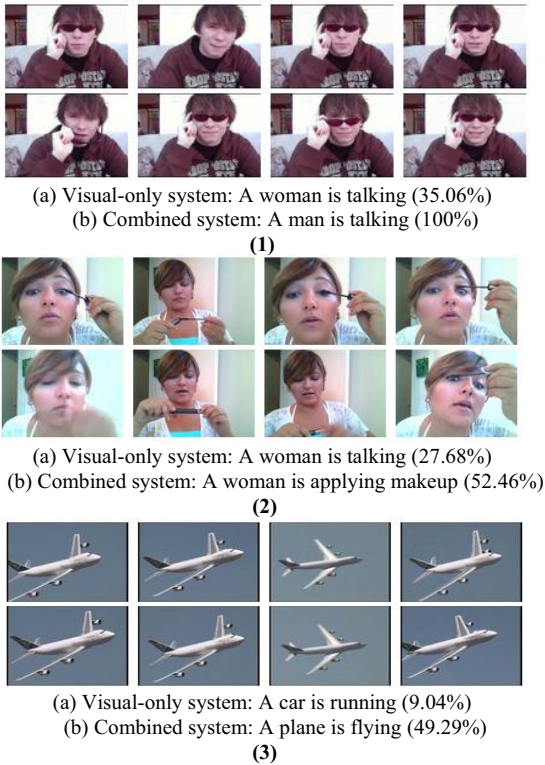 (a) Visual-only system: A woman is talking (35.06%)
(b) Combined system: A man is talking (100%)
(1)
(a) Visual-only system: A woman is talking (27.68%)
(b) Combined system: A woman is applying makeup (52.46%)
(2)
(a) Visual-only system: A car is running (9.04%)
(b) Combined system: A plane is flying (49.29%)
(3)